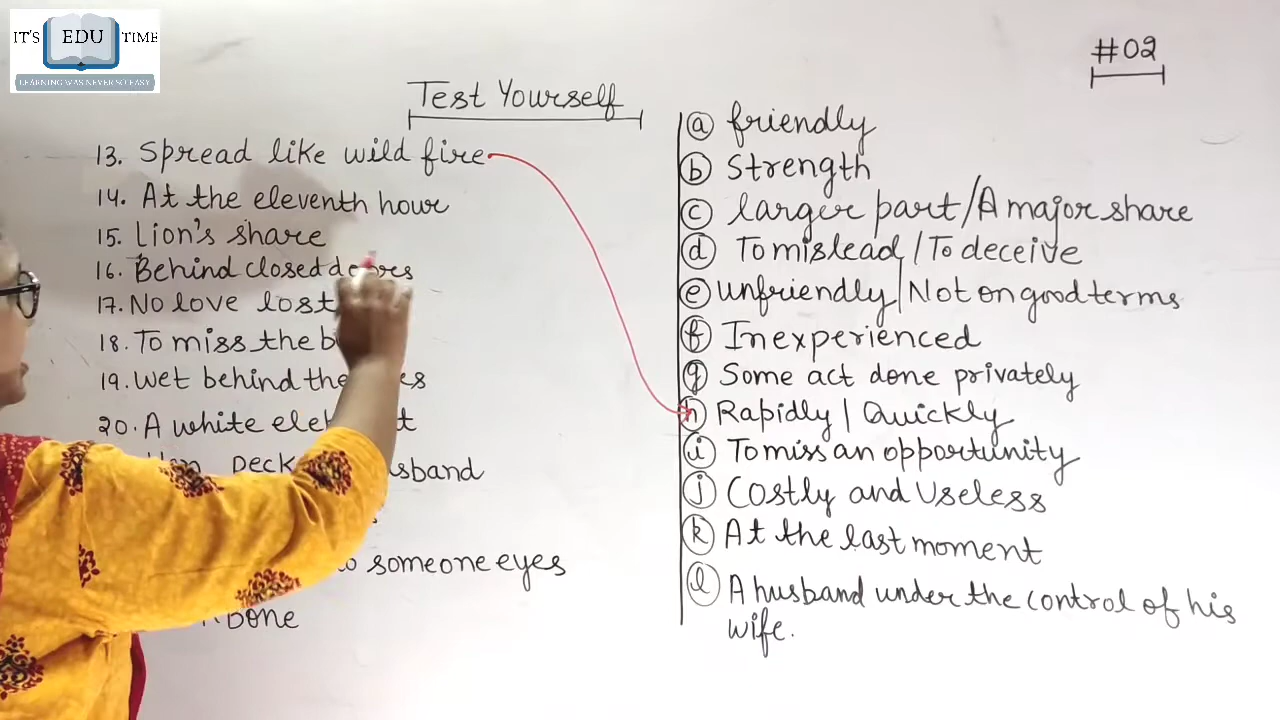 IT'S EDU TIME
LEARNING WAS NEVER SO EASY
#02
Test Yourself
13. Spread like wild fire
14. At the eleventh hour
15. Lion's share
16. Behind closed doors
17. No love lost
18. To miss the
19. Wet behind the
20. A white
husband
someone eyes
bone
a friendly
b Strength
c larger part/A major share
d To mislead/To deceive
e unfriendly/Not on good terms
f Inexperienced
g Some act done privately
h Rapidly/Quickly
i To miss an opportunity
j Costly and Useless
k At the last moment
l A husband under the control of his
wife.